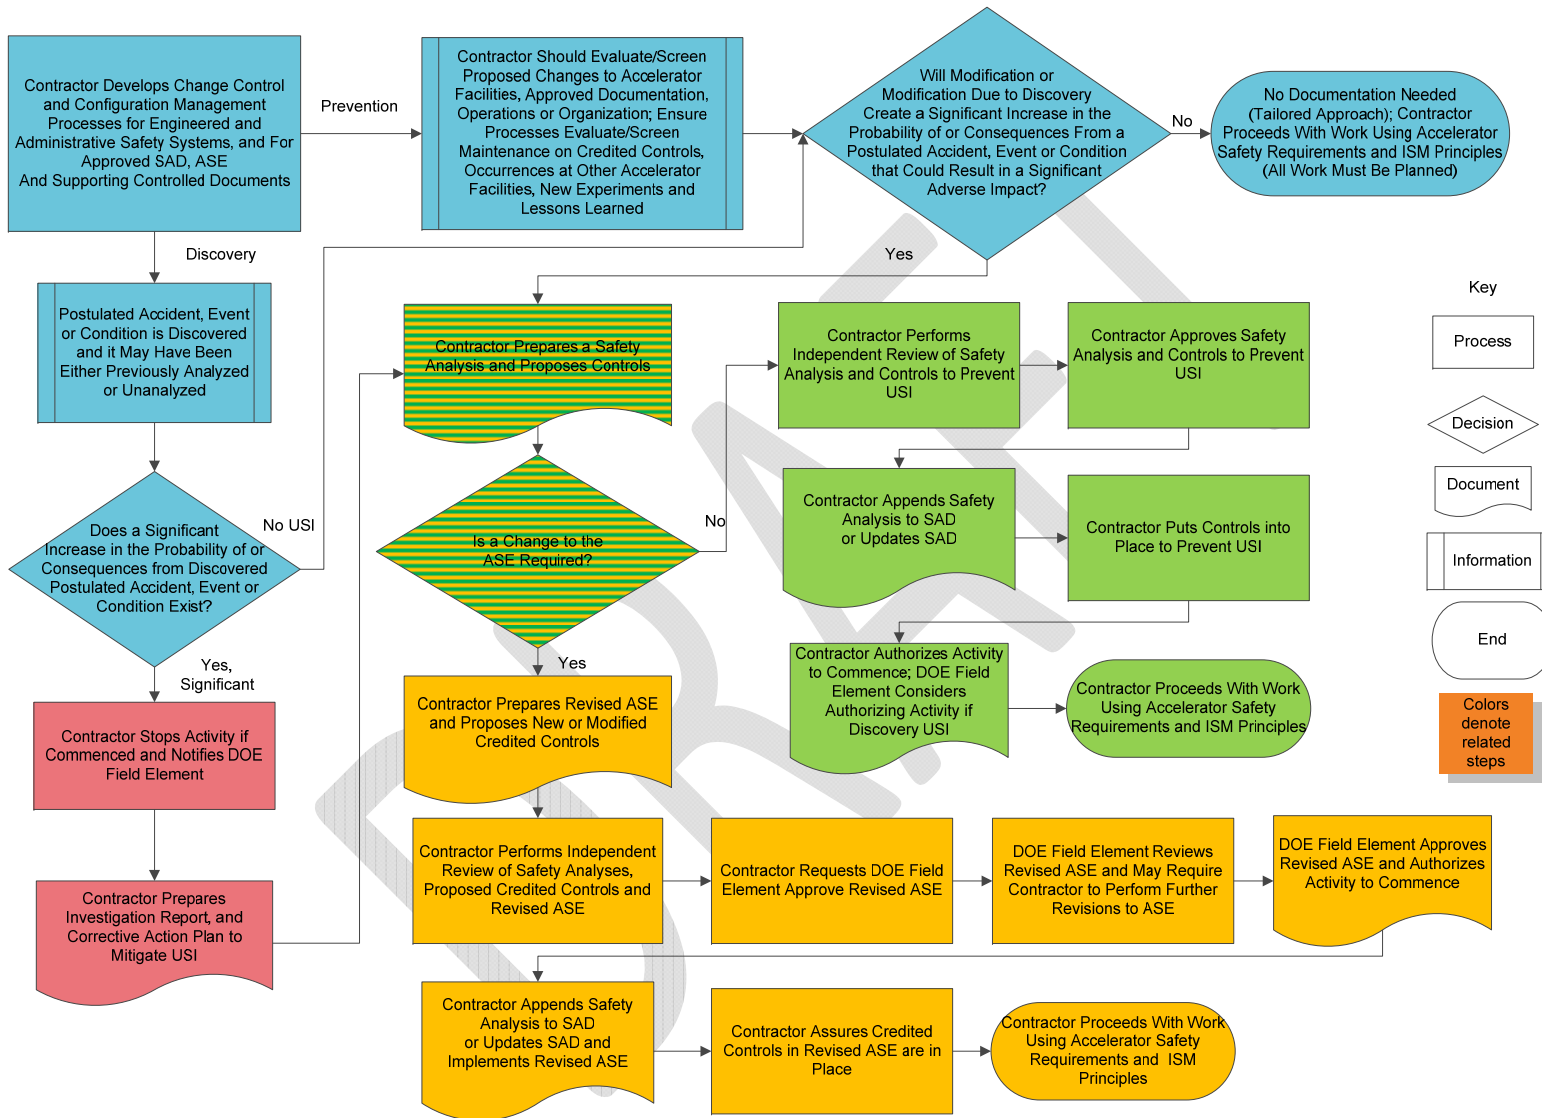 Contractor Develops Change Control
and Configuration Management
Processes for Engineered and
Administrative Safety Systems, and For
Approved SAD, ASE
And Supporting Controlled Documents
Prevention
Contractor Should Evaluate/Screen
Proposed Changes to Accelerator
Facilities, Approved Documentation,
Operations or Organization; Ensure
Processes Evaluate/Screen
Maintenance on Credited Controls,
Occurrences at Other Accelerator
Facilities, New Experiments and
Lessons Learned
Will Modification or
Modification Due to Discovery
Create a Significant Increase in the
Probability of or Consequences From a
Postulated Accident, Event or Condition
that Could Result in a Significant
Adverse Impact?
No
No Documentation Needed
(Tailored Approach); Contractor
Proceeds With Work Using Accelerator
Safety Requirements and ISM Principles
(All Work Must Be Planned)
Discovery
Yes
Postulated Accident, Event
or Condition is Discovered
and it May Have Been
Either Previously Analyzed
or Unanalyzed
Contractor Prepares a Safety
Analysis and Proposes Controls
Contractor Performs
Independent Review of Safety
Analysis and Controls to Prevent
USI
Contractor Approves Safety
Analysis and Controls to Prevent
USI
Key
Process
Decision
Document
Information
End
Colors
denote
related
steps
Does a Significant
Increase in the Probability of or
Consequences from Discovered
Postulated Accident, Event or
Condition Exist?
No USI
Is a Change to the
ASE Required?
No
Contractor Appends Safety
Analysis to SAD
or Updates SAD
Contractor Puts Controls into
Place to Prevent USI
Yes,
Significant
Yes
Contractor Authorizes Activity
to Commence; DOE Field
Element Considers
Authorizing Activity if
Discovery USI
Contractor Proceeds With Work
Using Accelerator Safety
Requirements and ISM Principles
Contractor Stops Activity if
Commenced and Notifies DOE
Field Element
Contractor Prepares Revised ASE
and Proposes New or Modified
Credited Controls
Contractor Prepares
Investigation Report, and
Corrective Action Plan to
Mitigate USI
Contractor Performs Independent
Review of Safety Analyses,
Proposed Credited Controls and
Revised ASE
Contractor Requests DOE Field
Element Approve Revised ASE
DOE Field Element Reviews
Revised ASE and May Require
Contractor to Perform Further
Revisions to ASE
DOE Field Element Approves
Revised ASE and Authorizes
Activity to Commence
Contractor Appends Safety
Analysis to SAD
or Updates SAD and
Implements Revised ASE
Contractor Assures Credited
Controls in Revised ASE are in
Place
Contractor Proceeds With Work
Using Accelerator Safety
Requirements and ISM
Principles
DRAFT